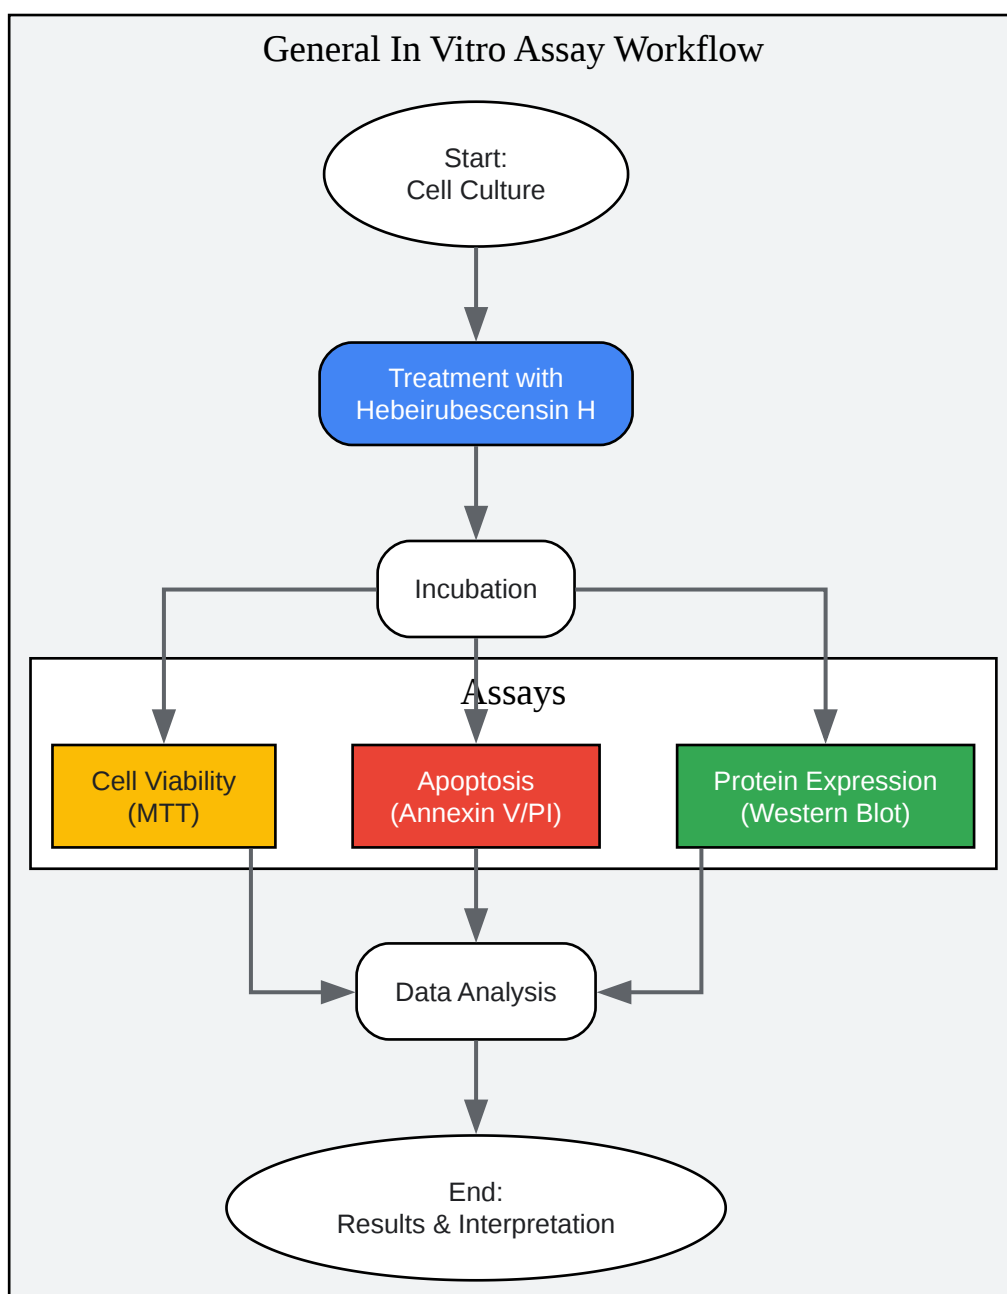 General In Vitro Assay Workflow
Start:
Cell Culture
Treatment with
Hebeirubescensin H
Incubation
Assays
Cell Viability
(MTT)
Apoptosis
(Annexin V/PI)
Protein Expression
(Western Blot)
Data Analysis
End:
Results & Interpretation